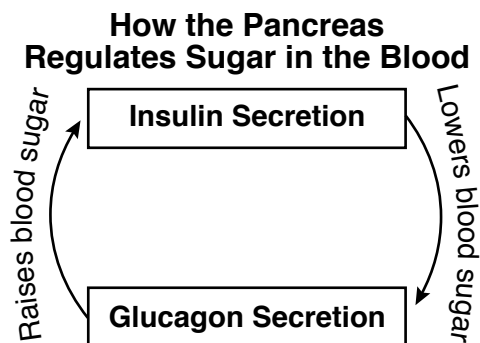 How the Pancreas
Regulates Sugar in the Blood
Raises blood sugar
Insulin Secretion
Lowers blood sugar
Glucagon Secretion